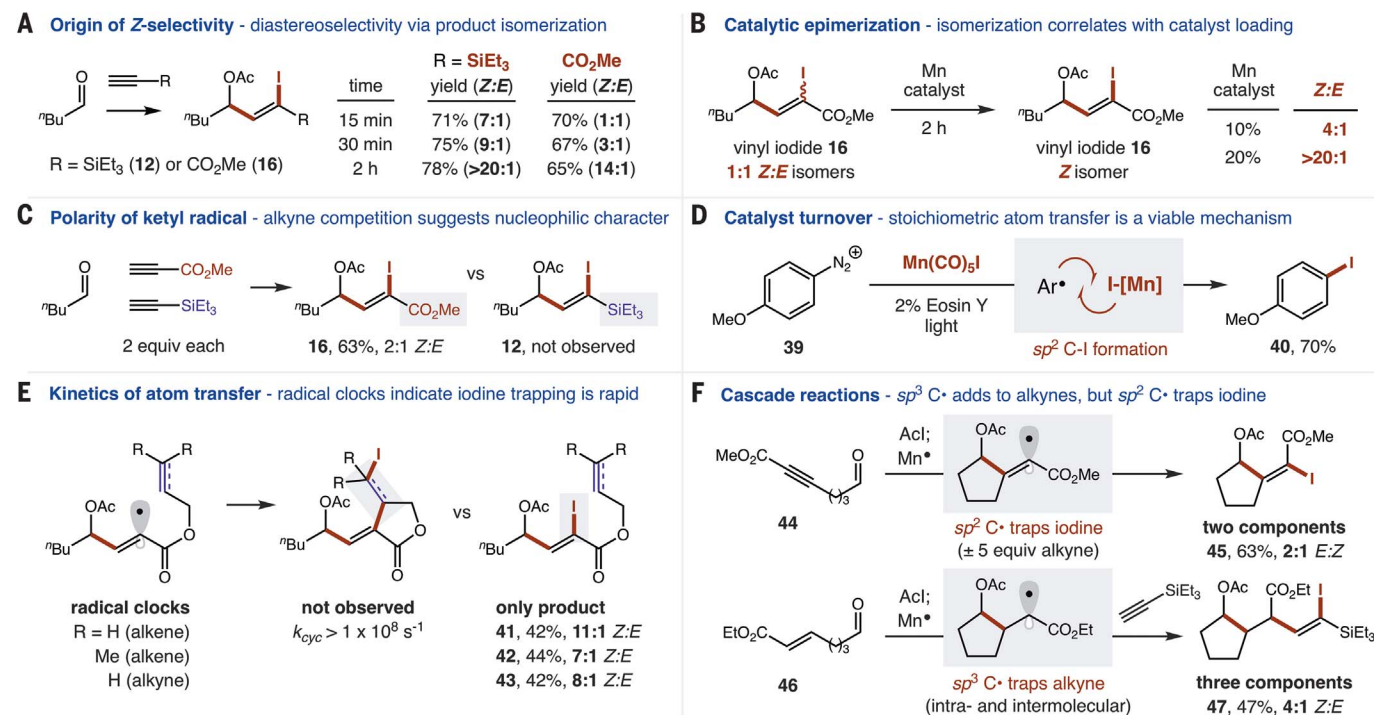 A Origin of Z-selectivity - diastereoselectivity via product isomerization
O
nBu
R
OAc
I
nBu
R
R = SiEt3 (12) or CO2Me (16)
R = SiEt3 CO2Me
time yield (Z:E) yield (Z:E)
15 min 71% (7:1) 70% (1:1)
30 min 75% (9:1) 67% (3:1)
2 h 78% (>20:1) 65% (14:1)
B Catalytic epimerization - isomerization correlates with catalyst loading
OAc
I
nBu
CO2Me
vinyl iodide 16
1:1 Z:E isomers
Mn
catalyst
2 h
OAc
I
nBu
CO2Me
vinyl iodide 16
Z isomer
Mn
catalyst Z:E
10% 4:1
20% >20:1
C Polarity of ketyl radical - alkyne competition suggests nucleophilic character
O
nBu
CO2Me
SiEt3
2 equiv each
OAc
I
nBu
CO2Me
16, 63%, 2:1 Z:E
vs
OAc
I
nBu
SiEt3
12, not observed
D Catalyst turnover - stoichiometric atom transfer is a viable mechanism
N2⊕
MeO
39
Mn(CO)5I
2% Eosin Y
light
Ar• I-[Mn]
sp2 C-I formation
I
MeO
40, 70%
E Kinetics of atom transfer - radical clocks indicate iodine trapping is rapid
R R
OAc
•
nBu
O
O
radical clocks
R = H (alkene)
Me (alkene)
H (alkyne)
R I
R
OAc
nBu
O
O
not observed
kcyc > 1 x 10⁸ s⁻¹
vs
R R
OAc
I
nBu
O
O
only product
41, 42%, 11:1 Z:E
42, 44%, 7:1 Z:E
43, 42%, 8:1 Z:E
F Cascade reactions - sp3 C• adds to alkynes, but sp2 C• traps iodine
MeO2C
O
( )3
44
AcI;
Mn•
OAc
•
CO2Me
sp2 C• traps iodine
(± 5 equiv alkyne)
OAc
CO2Me
I
two components
45, 63%, 2:1 E:Z
EtO2C
O
( )3
46
AcI;
Mn•
OAc
•
CO2Et
sp3 C• traps alkyne
(intra- and intermolecular)
SiEt3
OAc
CO2Et
I
SiEt3
three components
47, 47%, 4:1 Z:E